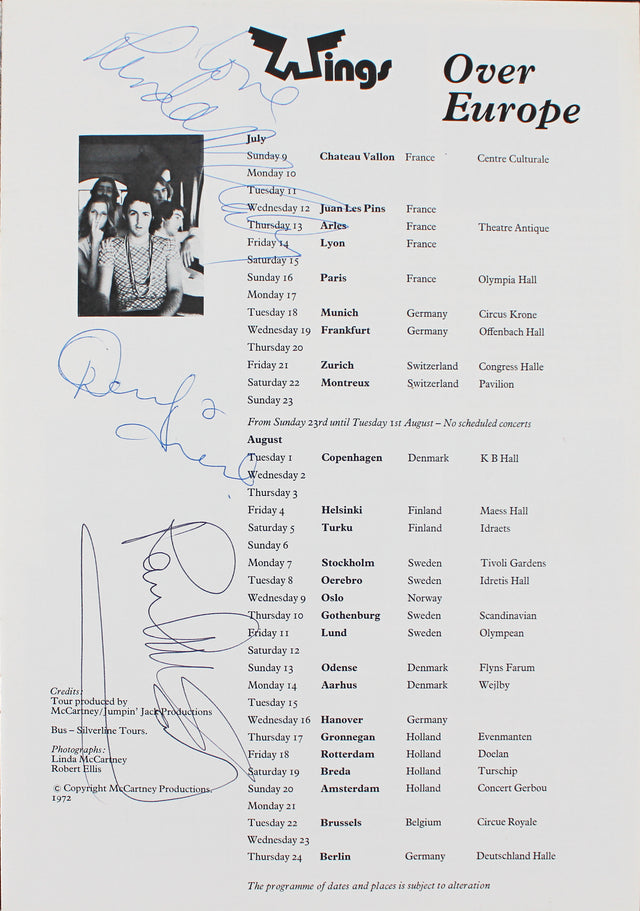 Love
Linda
Wings
Over
Europe
July
Sunday 9 Chateau Vallon France Centre Culturale
Monday 10
Tuesday 11
Wednesday 12 Juan Les Pins France
Thursday 13 Arles France Theatre Antique
Friday 14 Lyon France
Saturday 15
Sunday 16 Paris France Olympia Hall
Monday 17
Tuesday 18 Munich Germany Circus Krone
Wednesday 19 Frankfurt Germany Offenbach Hall
Thursday 20
Friday 21 Zurich Switzerland Congress Halle
Saturday 22 Montreux Switzerland Pavilion
Sunday 23
From Sunday 23rd until Tuesday 1st August – No scheduled concerts
August
Tuesday 1 Copenhagen Denmark K B Hall
Wednesday 2
Thursday 3
Friday 4 Helsinki Finland Maess Hall
Saturday 5 Turku Finland Idraets
Sunday 6
Monday 7 Stockholm Sweden Tivoli Gardens
Tuesday 8 Oerebro Sweden Idretis Hall
Wednesday 9 Oslo Norway
Thursday 10 Gothenburg Sweden Scandinavian
Friday 11 Lund Sweden Olympean
Saturday 12
Sunday 13 Odense Denmark Flyns Farum
Monday 14 Aarhus Denmark Wejlby
Tuesday 15
Wednesday 16 Hanover Germany
Thursday 17 Gronnegan Holland Evenmanten
Friday 18 Rotterdam Holland Doelan
Saturday 19 Breda Holland Turschip
Sunday 20 Amsterdam Holland Concert Gerbou
Monday 21
Tuesday 22 Brussels Belgium Circue Royale
Wednesday 23
Thursday 24 Berlin Germany Deutschland Halle
The programme of dates and places is subject to alteration
Denny
Paul
Credits:
Tour produced by
McCartney/Jumpin' Jack Productions
Bus – Silverline Tours.
Photographs:
Linda McCartney
Robert Ellis
© Copyright McCartney Productions,
1972